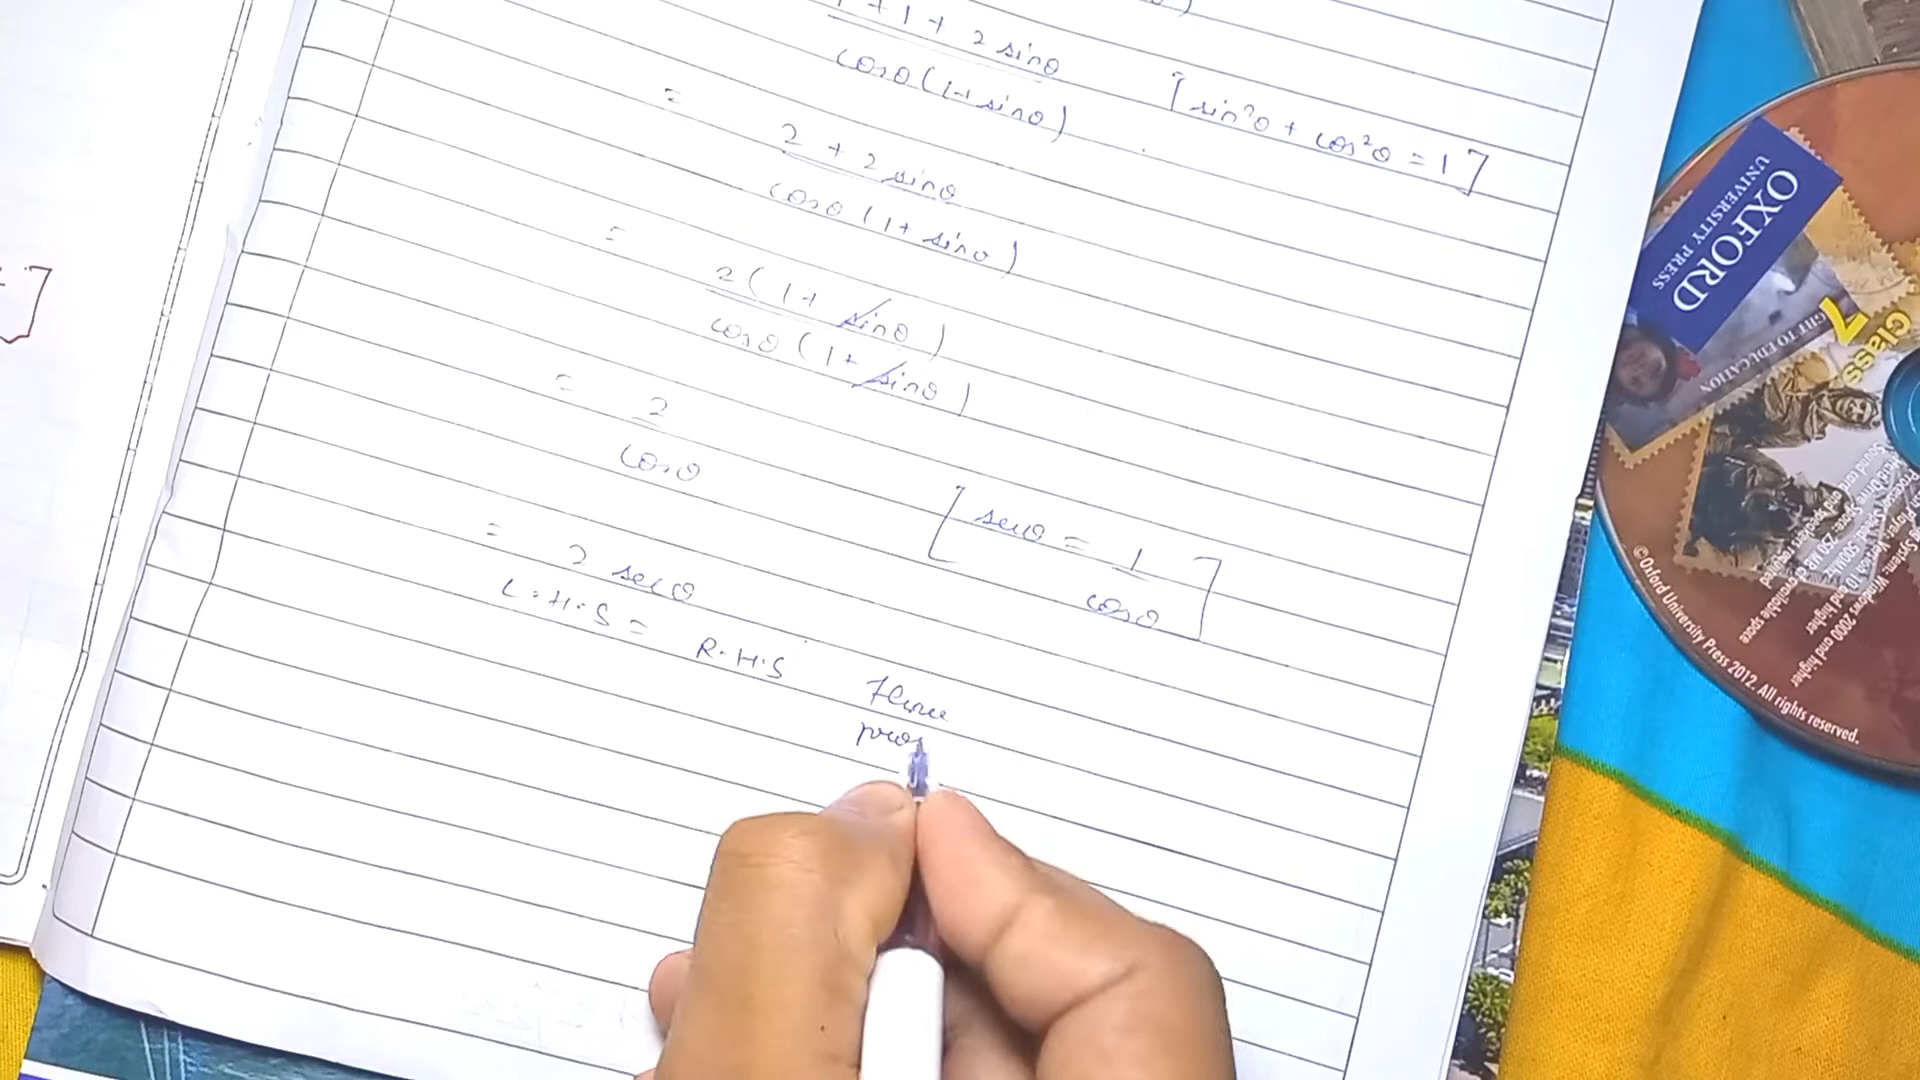 1 + 1 + 2 sinθ
cosθ (1 + sinθ)
[ sin²θ + cos²θ = 1 ]
= 2 + 2 sinθ
cosθ (1 + sinθ)
= 2 ( 1 + sinθ )
cosθ ( 1 + sinθ )
= 2
cosθ
= 2 secθ
[ secθ = 1
cosθ ]
L.H.S = R.H.S
Hence
pro
OXFORD
UNIVERSITY PRESS
RIGHT TO EDUCATION
Class 7
©Oxford University Press 2012. All rights reserved.